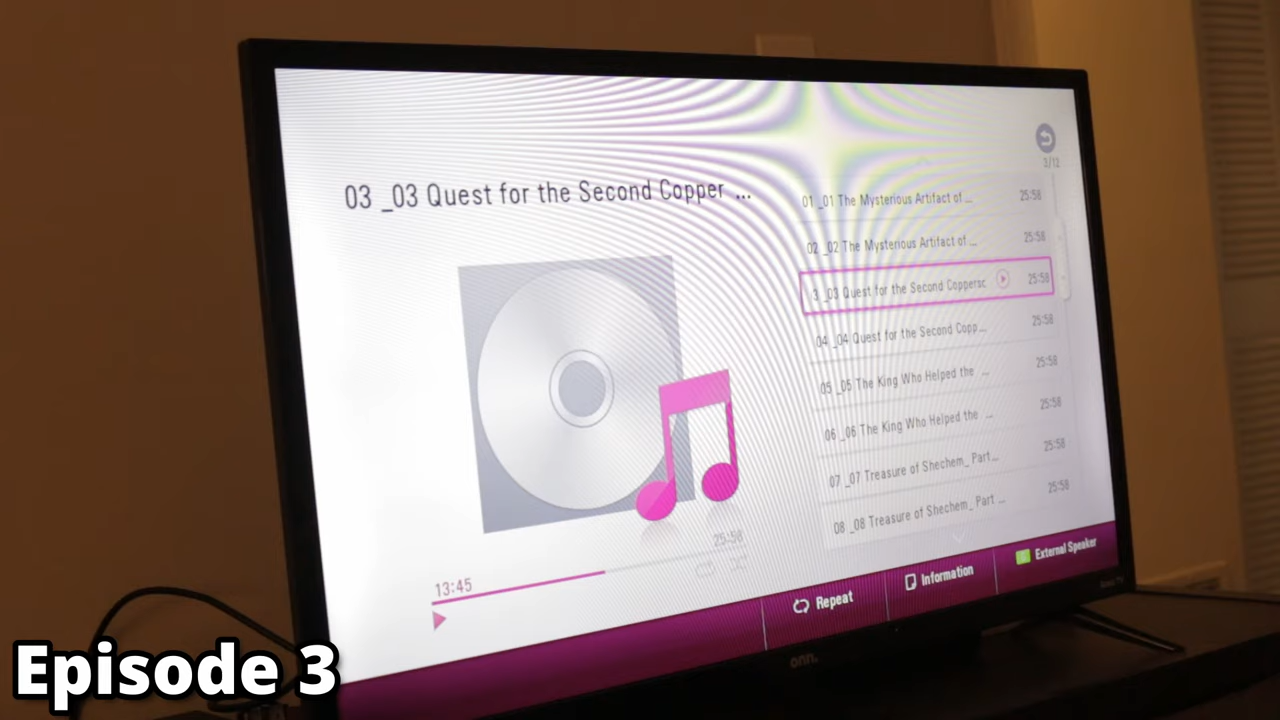 3/12
03 _03 Quest for the Second Copper ...
01 _01 The Mysterious Artifact of ... 25:58
02 _02 The Mysterious Artifact of ... 25:58
3 _03 Quest for the Second Coppersc 25:58
04 _04 Quest for the Second Copp ... 25:58
05 _05 The King Who Helped the ... 25:58
06 _06 The King Who Helped the ... 25:58
07 _07 Treasure of Shechem_ Part... 25:58
08 _08 Treasure of Shechem_ Part ... 25:58
25:58
13:45
Repeat
Information
External Speaker
onn.
Roku TV
Episode 3